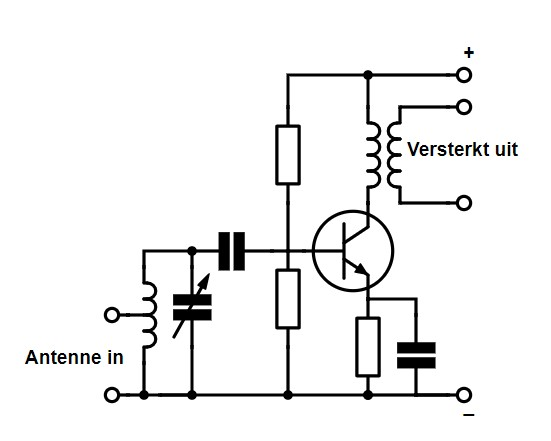 +
Versterkt uit
Antenne in
–